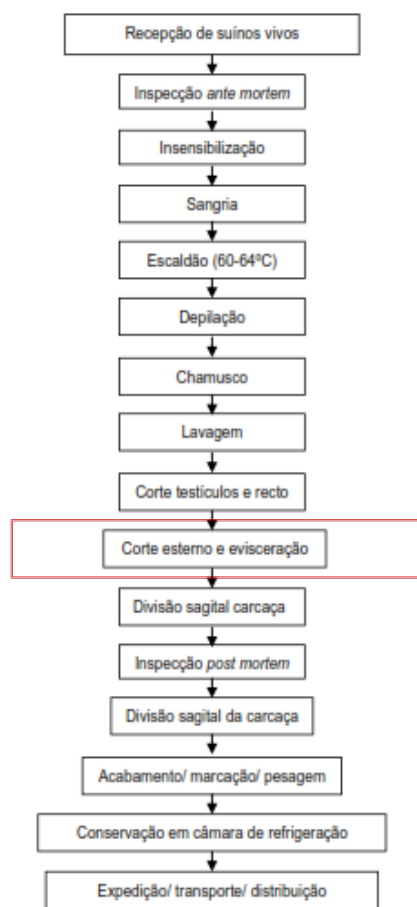 Recepção de suínos vivos
Inspecção ante mortem
Insensibilização
Sangria
Escaldão (60-64ºC)
Depilação
Chamusco
Lavagem
Corte testículos e recto
Corte esterno e evisceração
Divisão sagital carcaça
Inspecção post mortem
Divisão sagital da carcaça
Acabamento/ marcação/ pesagem
Conservação em câmara de refrigeração
Expedição/ transporte/ distribuição